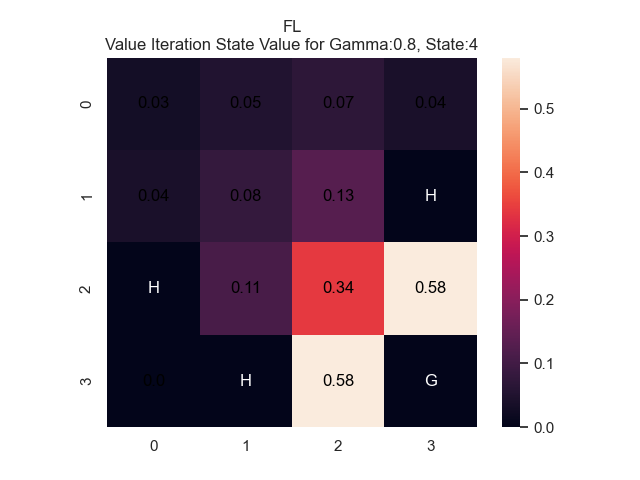 FL
Value Iteration State Value for Gamma:0.8, State:4
0 0.03 0.05 0.07 0.04
1 0.04 0.08 0.13 H
2 H 0.11 0.34 0.58
3 0.0 H 0.58 G
0 1 2 3
0.5
0.4
0.3
0.2
0.1
0.0